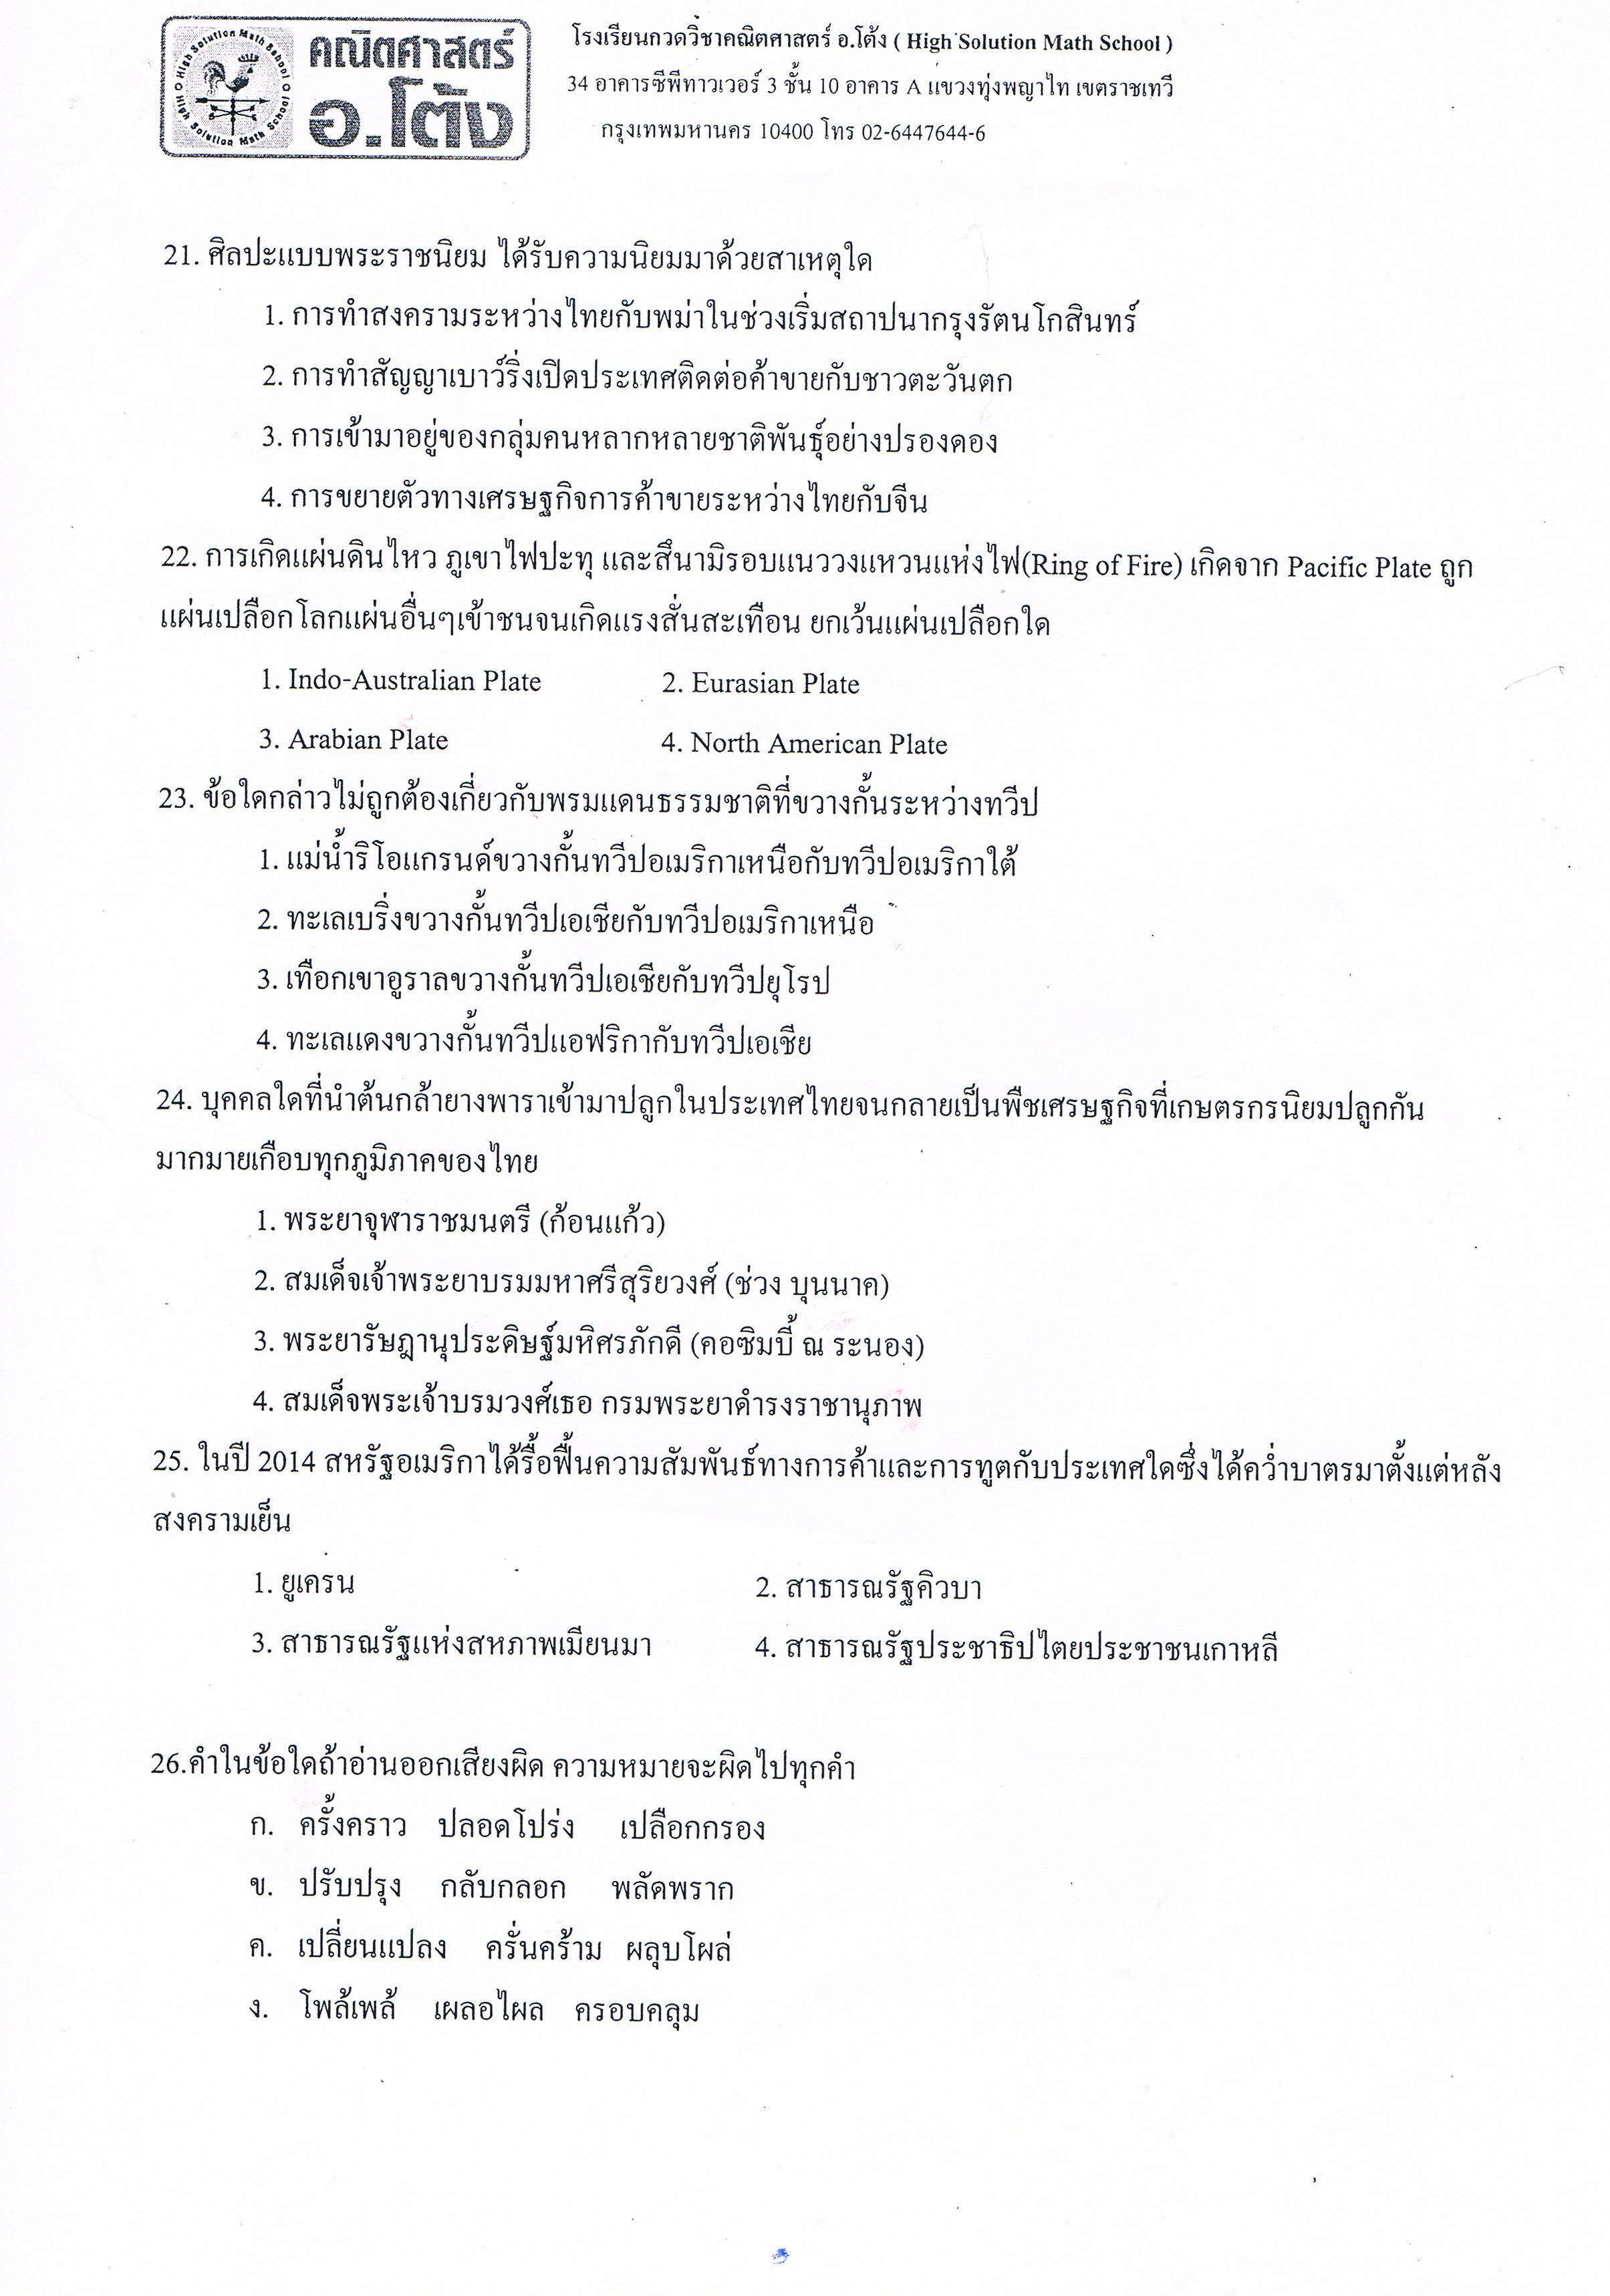 High Solution Math School O High Solution Math School O
คณิตศาสตร์
อ.โต้ง
โรงเรียนกวดวิชาคณิตศาสตร์ อ.โต้ง ( High Solution Math School )
34 อาคารซีพีทาวเวอร์ 3 ชั้น 10 อาคาร A แขวงทุ่งพญาไท เขตราชเทวี
กรุงเทพมหานคร 10400 โทร 02-6447644-6
21. ศิลปะแบบพระราชนิยม ได้รับความนิยมมาด้วยสาเหตุใด
1. การทำสงครามระหว่างไทยกับพม่าในช่วงเริ่มสถาปนากรุงรัตนโกสินทร์
2. การทำสัญญาเบาว์ริ่งเปิดประเทศติดต่อค้าขายกับชาวตะวันตก
3. การเข้ามาอยู่ของกลุ่มคนหลากหลายชาติพันธุ์อย่างปรองดอง
4. การขยายตัวทางเศรษฐกิจการค้าขายระหว่างไทยกับจีน
22. การเกิดแผ่นดินไหว ภูเขาไฟปะทุ และสึนามิรอบแนววงแหวนแห่งไฟ(Ring of Fire) เกิดจาก Pacific Plate ถูก
แผ่นเปลือกโลกแผ่นอื่นๆเข้าชนจนเกิดแรงสั่นสะเทือน ยกเว้นแผ่นเปลือกใด
1. Indo-Australian Plate 2. Eurasian Plate
3. Arabian Plate 4. North American Plate
23. ข้อใดกล่าวไม่ถูกต้องเกี่ยวกับพรมแดนธรรมชาติที่ขวางกั้นระหว่างทวีป
1. แม่น้ำริโอแกรนด์ขวางกั้นทวีปอเมริกาเหนือกับทวีปอเมริกาใต้
2. ทะเลเบริ่งขวางกั้นทวีปเอเชียกับทวีปอเมริกาเหนือ
3. เทือกเขาอูราลขวางกั้นทวีปเอเชียกับทวีปยุโรป
4. ทะเลแดงขวางกั้นทวีปแอฟริกากับทวีปเอเชีย
24. บุคคลใดที่นำต้นกล้ายางพาราเข้ามาปลูกในประเทศไทยจนกลายเป็นพืชเศรษฐกิจที่เกษตรกรนิยมปลูกกัน
มากมายเกือบทุกภูมิภาคของไทย
1. พระยาจุฬาราชมนตรี (ก้อนแก้ว)
2. สมเด็จเจ้าพระยาบรมมหาศรีสุริยวงศ์ (ช่วง บุนนาค)
3. พระยารัษฎานุประดิษฐ์มหิศรภักดี (คอซิมบี้ ณ ระนอง)
4. สมเด็จพระเจ้าบรมวงศ์เธอ กรมพระยาดำรงราชานุภาพ
25. ในปี 2014 สหรัฐอเมริกาได้รื้อฟื้นความสัมพันธ์ทางการค้าและการทูตกับประเทศใดซึ่งได้คว่ำบาตรมาตั้งแต่หลัง
สงครามเย็น
1. ยูเครน 2. สาธารณรัฐคิวบา
3. สาธารณรัฐแห่งสหภาพเมียนมา 4. สาธารณรัฐประชาธิปไตยประชาชนเกาหลี
26.คำในข้อใดถ้าอ่านออกเสียงผิด ความหมายจะผิดไปทุกคำ
ก. ครั้งคราว ปลอดโปร่ง เปลือกกรอง
ข. ปรับปรุง กลับกลอก พลัดพราก
ค. เปลี่ยนแปลง ครั่นคร้าม ผลุบโผล่
ง. โพล้เพล้ เผลอไผล ครอบคลุม